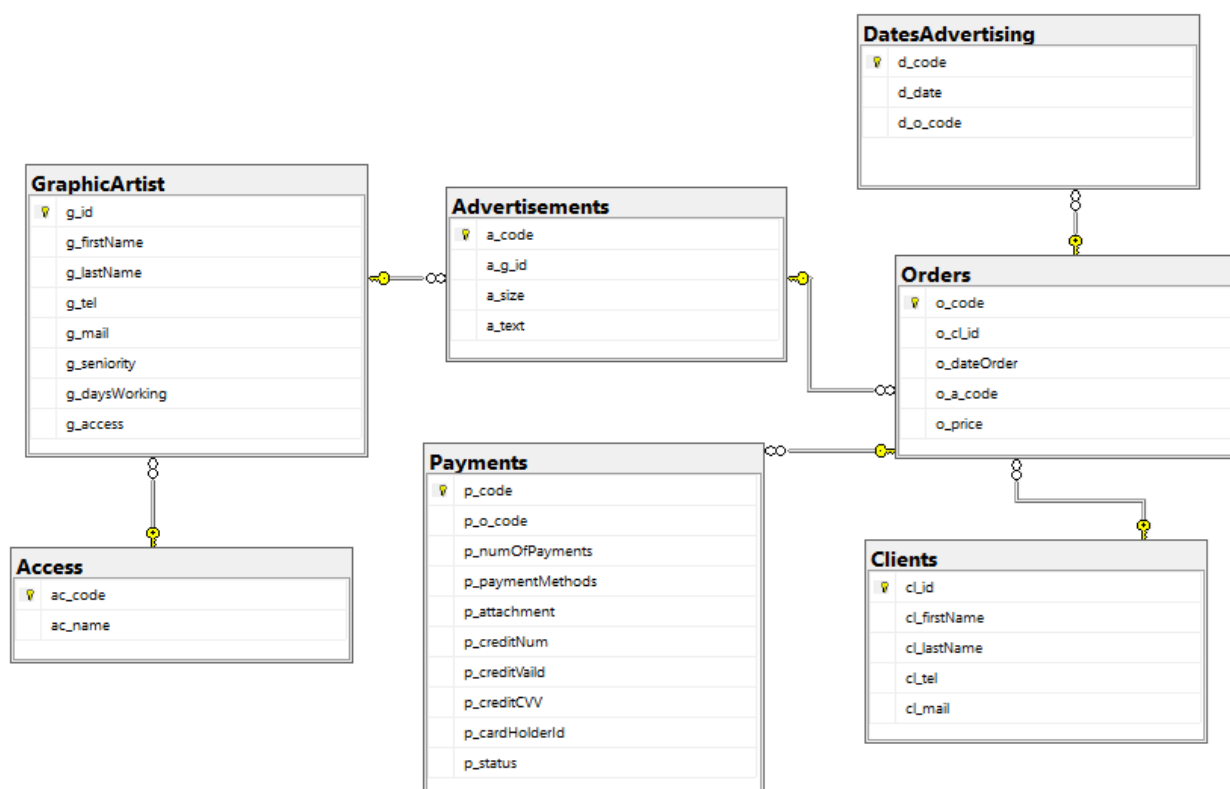 DatesAdvertising
d_code
d_date
d_o_code
GraphicArtist
g_id
g_firstName
g_lastName
g_tel
g_mail
g_seniority
g_daysWorking
g_access
Advertisements
a_code
a_g_id
a_size
a_text
Orders
o_code
o_cl_id
o_dateOrder
o_a_code
o_price
Payments
p_code
p_o_code
p_numOfPayments
p_paymentMethods
p_attachment
p_creditNum
p_creditVaild
p_creditCVV
p_cardHolderId
p_status
Access
ac_code
ac_name
Clients
cl_id
cl_firstName
cl_lastName
cl_tel
cl_mail